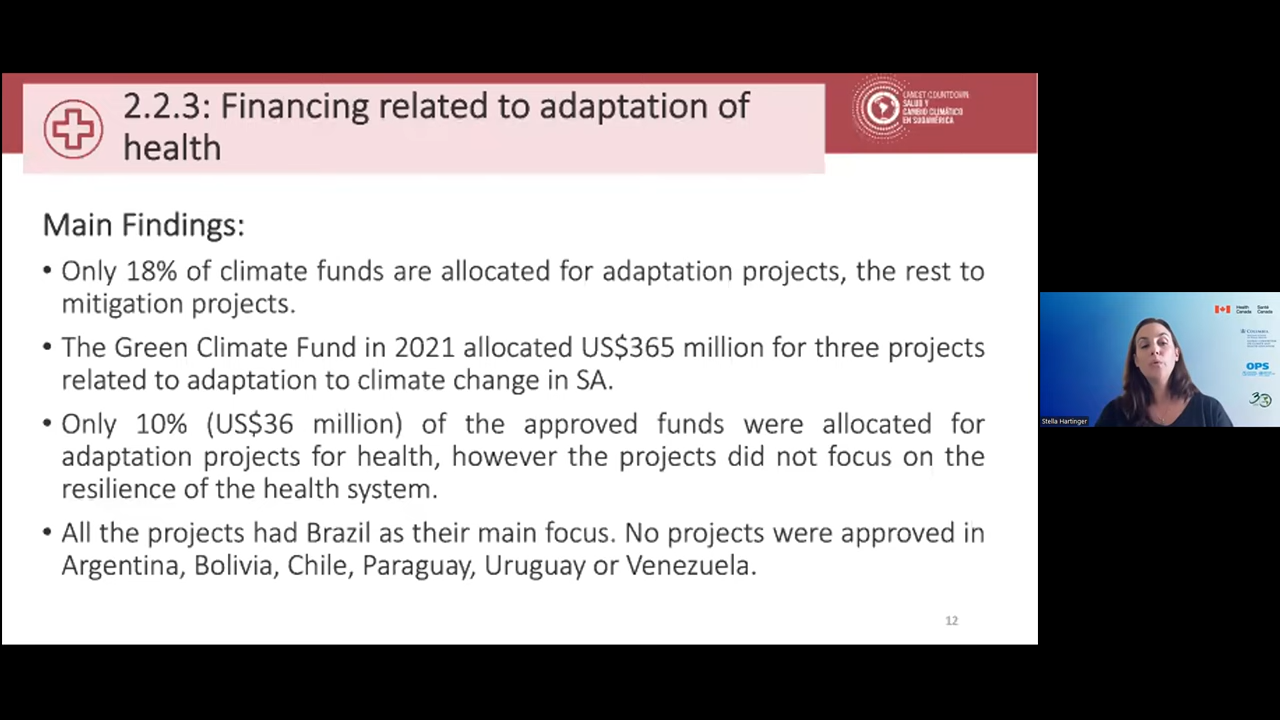 2.2.3: Financing related to adaptation of
health
LANCET COUNTDOWN:
SALUD Y
CAMBIO CLIMÁTICO
EN SUDAMÉRICA
Main Findings:
• Only 18% of climate funds are allocated for adaptation projects, the rest to
mitigation projects.
• The Green Climate Fund in 2021 allocated US$365 million for three projects
related to adaptation to climate change in SA.
• Only 10% (US$36 million) of the approved funds were allocated for
adaptation projects for health, however the projects did not focus on the
resilience of the health system.
• All the projects had Brazil as their main focus. No projects were approved in
Argentina, Bolivia, Chile, Paraguay, Uruguay or Venezuela.
12
Health Santé
Canada Canada
COLUMBIA
OPS
Stella Hartinger